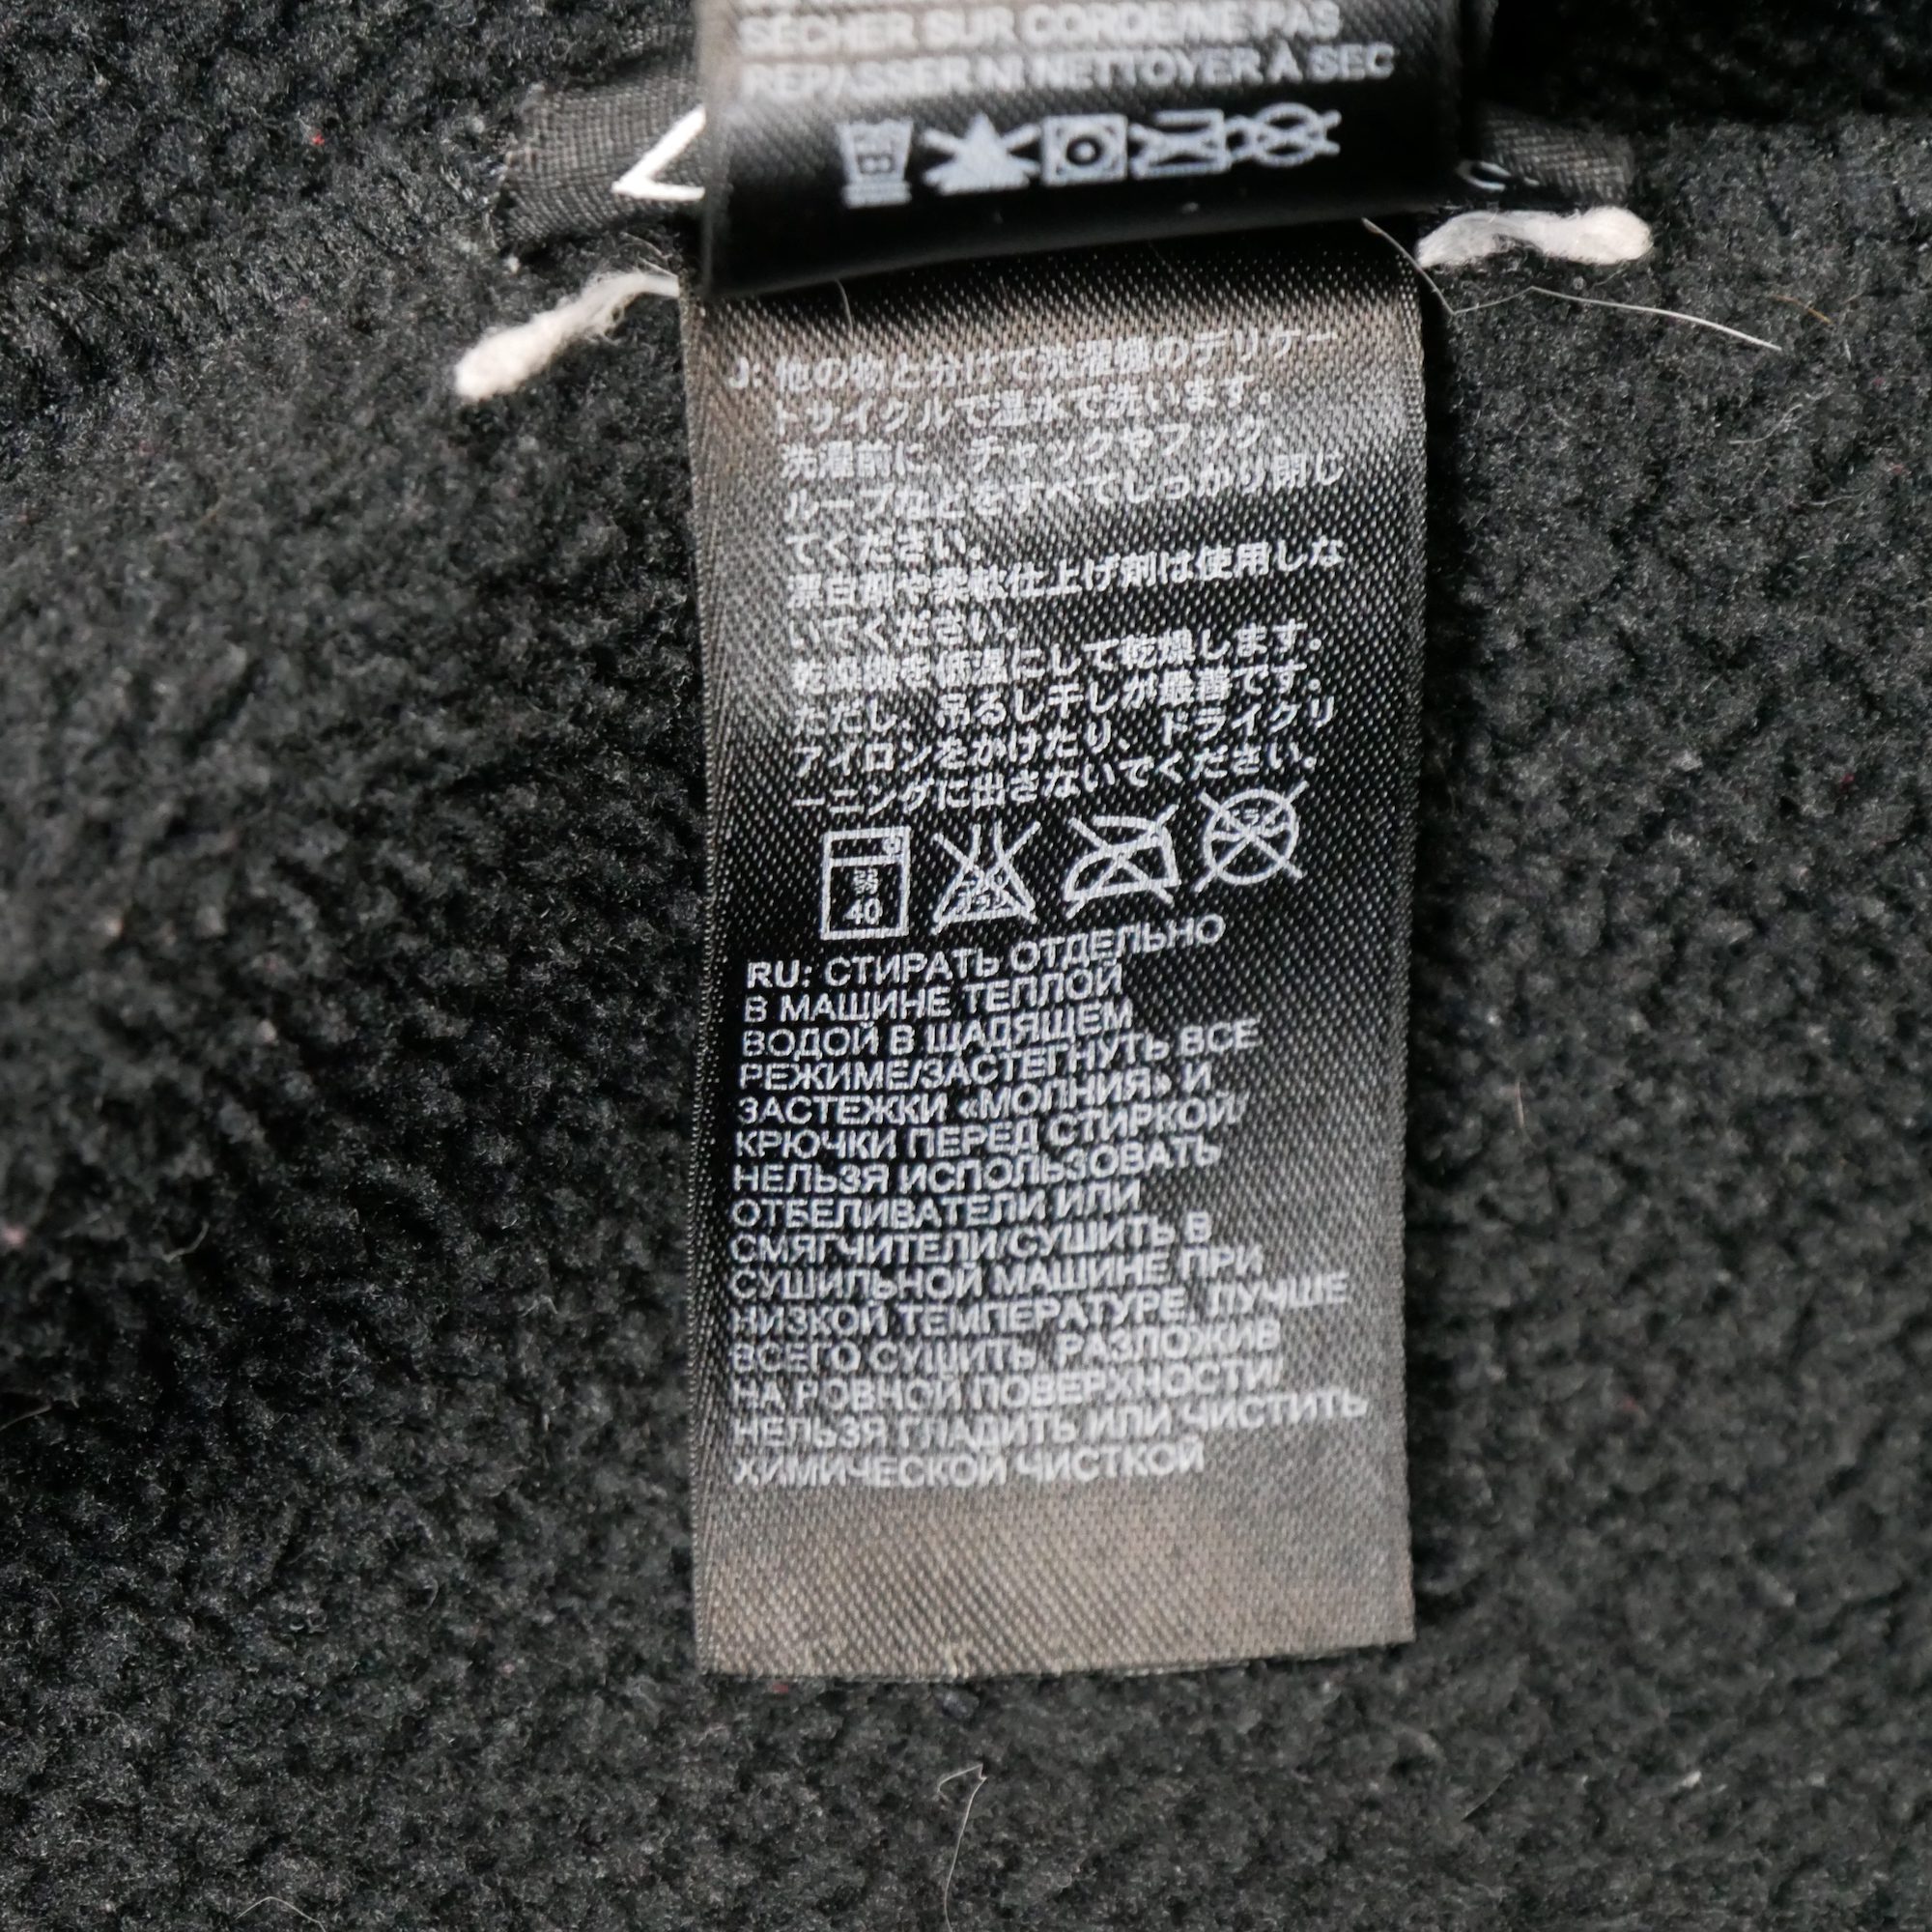 SÉCHER SUR CORDE/NE PAS
REPASSER NI NETTOYER À SEC
J: 他の物と分けて洗濯機のデリケー
トサイクルで温水で洗います。
洗濯前に、チャックやフック、
ループなどをすべてしっかり閉じ
てください。
漂白剤や柔軟仕上げ剤は使用しな
いでください。
乾燥機を低温にして乾燥します。
ただし、吊るし干しが最善です。
アイロンをかけたり、ドライクリ
ーニングに出さないでください。
40
RU: СТИРАТЬ ОТДЕЛЬНО
В МАШИНЕ ТЕПЛОЙ
ВОДОЙ В ЩАДЯЩЕМ
РЕЖИМЕ/ЗАСТЕГНУТЬ ВСЕ
ЗАСТЕЖКИ «МОЛНИЯ» И
КРЮЧКИ ПЕРЕД СТИРКОЙ/
НЕЛЬЗЯ ИСПОЛЬЗОВАТЬ
ОТБЕЛИВАТЕЛИ ИЛИ
СМЯГЧИТЕЛИ/СУШИТЬ В
СУШИЛЬНОЙ МАШИНЕ ПРИ
НИЗКОЙ ТЕМПЕРАТУРЕ, ЛУЧШЕ
ВСЕГО СУШИТЬ, РАЗЛОЖИВ
НА РОВНОЙ ПОВЕРХНОСТИ/
НЕЛЬЗЯ ГЛАДИТЬ ИЛИ ЧИСТИТЬ
ХИМИЧЕСКОЙ ЧИСТКОЙ